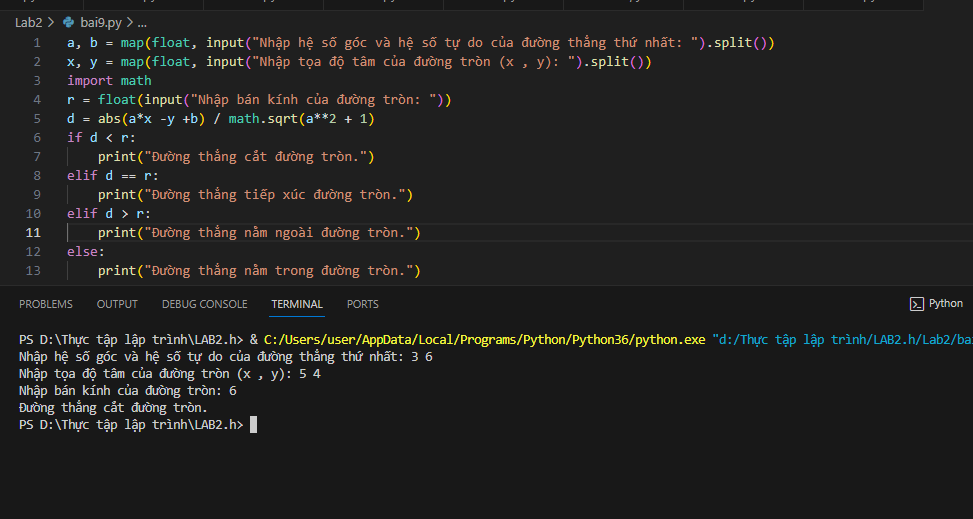 Lab2 > bai9.py > ...
1 a, b = map(float, input("Nhập hệ số góc và hệ số tự do của đường thẳng thứ nhất: ").split())
2 x, y = map(float, input("Nhập tọa độ tâm của đường tròn (x , y): ").split())
3 import math
4 r = float(input("Nhập bán kính của đường tròn: "))
5 d = abs(a*x -y +b) / math.sqrt(a**2 + 1)
6 if d < r:
7     print("Đường thẳng cắt đường tròn.")
8 elif d == r:
9     print("Đường thẳng tiếp xúc đường tròn.")
10 elif d > r:
11     print("Đường thẳng nằm ngoài đường tròn.")
12 else:
13     print("Đường thẳng nằm trong đường tròn.")
PROBLEMS OUTPUT DEBUG CONSOLE TERMINAL PORTS Python
PS D:\Thực tập lập trình\LAB2.h> & C:/Users/user/AppData/Local/Programs/Python/Python36/python.exe "d:/Thực tập lập trình/LAB2.h/Lab2/bai
Nhập hệ số góc và hệ số tự do của đường thẳng thứ nhất: 3 6
Nhập tọa độ tâm của đường tròn (x , y): 5 4
Nhập bán kính của đường tròn: 6
Đường thẳng cắt đường tròn.
PS D:\Thực tập lập trình\LAB2.h>